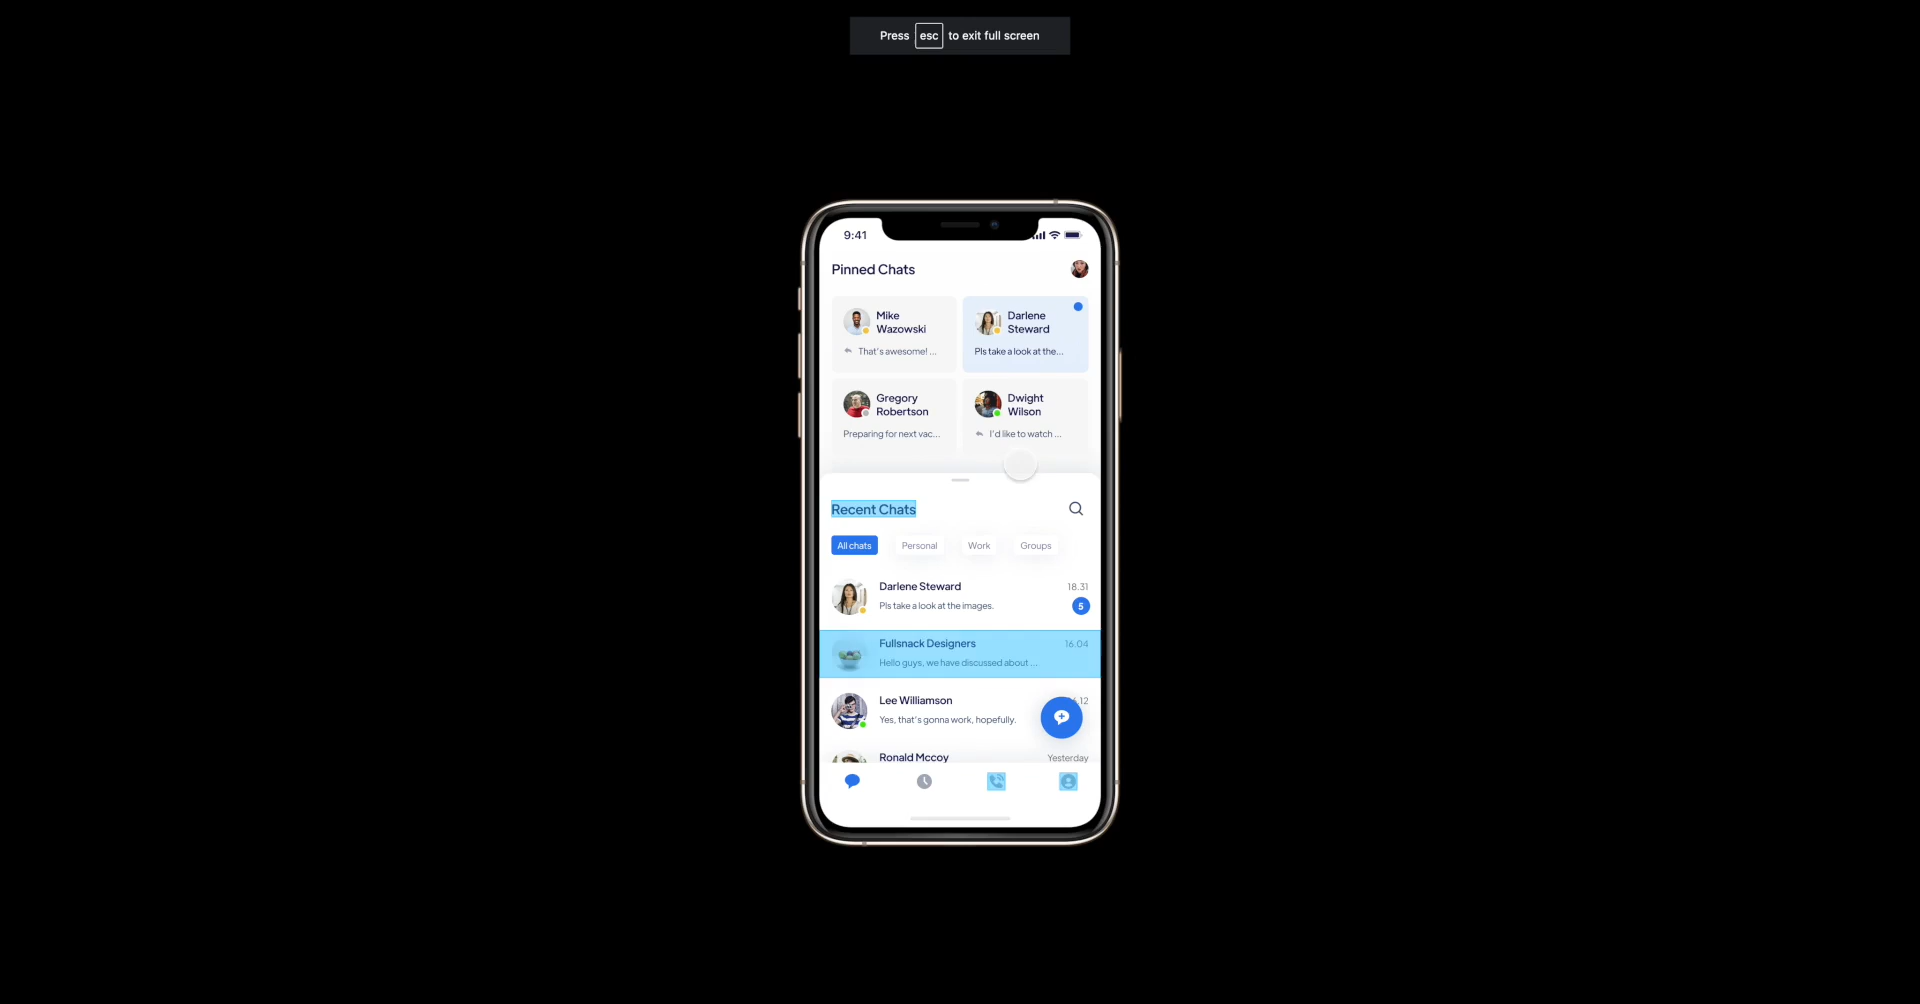 Press esc to exit full screen
9:41
Pinned Chats
Mike
Wazowski
That's awesome! ...
Darlene
Steward
Pls take a look at the...
Gregory
Robertson
Preparing for next vac...
Dwight
Wilson
I'd like to watch ...
Recent Chats
All chats Personal Work Groups
Darlene Steward 18.31
Pls take a look at the images. 5
Fullsnack Designers 16.04
Hello guys, we have discussed about ...
Lee Williamson .12
Yes, that's gonna work, hopefully.
Ronald Mccoy Yesterday